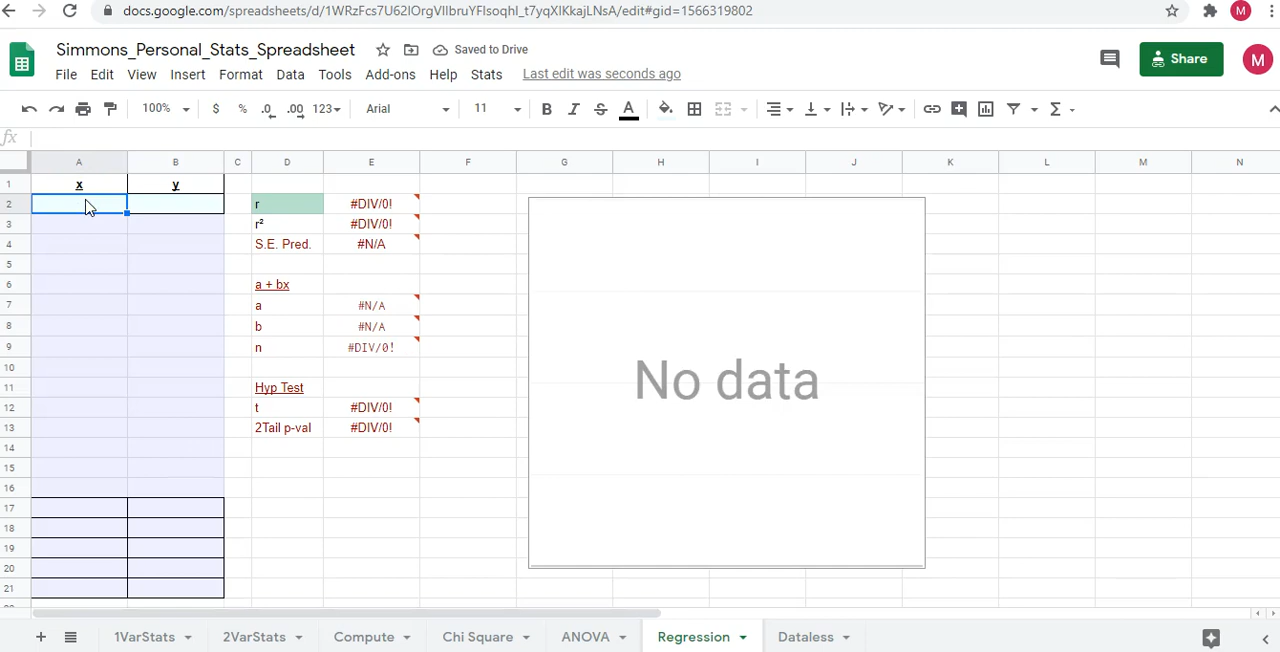 docs.google.com/spreadsheets/d/1WRzFcs7U62IOrgVIlbruYFlsoqhI_t7yqXlKkajLNsA/edit#gid=1566319802
M
Simmons_Personal_Stats_Spreadsheet
Saved to Drive
File Edit View Insert Format Data Tools Add-ons Help Stats Last edit was seconds ago
Share
M
100% $ % .0 .00 123 Arial 11 B I S A Σ
fx
A B C D E F G H I J K L M N
1 x y
2 r #DIV/0!
3 r² #DIV/0!
4 S.E. Pred. #N/A
5
6 a + bx
7 a #N/A
8 b #N/A
9 n #DIV/0!
10
11 Hyp Test
12 t #DIV/0!
13 2Tail p-val #DIV/0!
14
15
16
17
18
19
20
21
No data
1VarStats 2VarStats Compute Chi Square ANOVA Regression Dataless